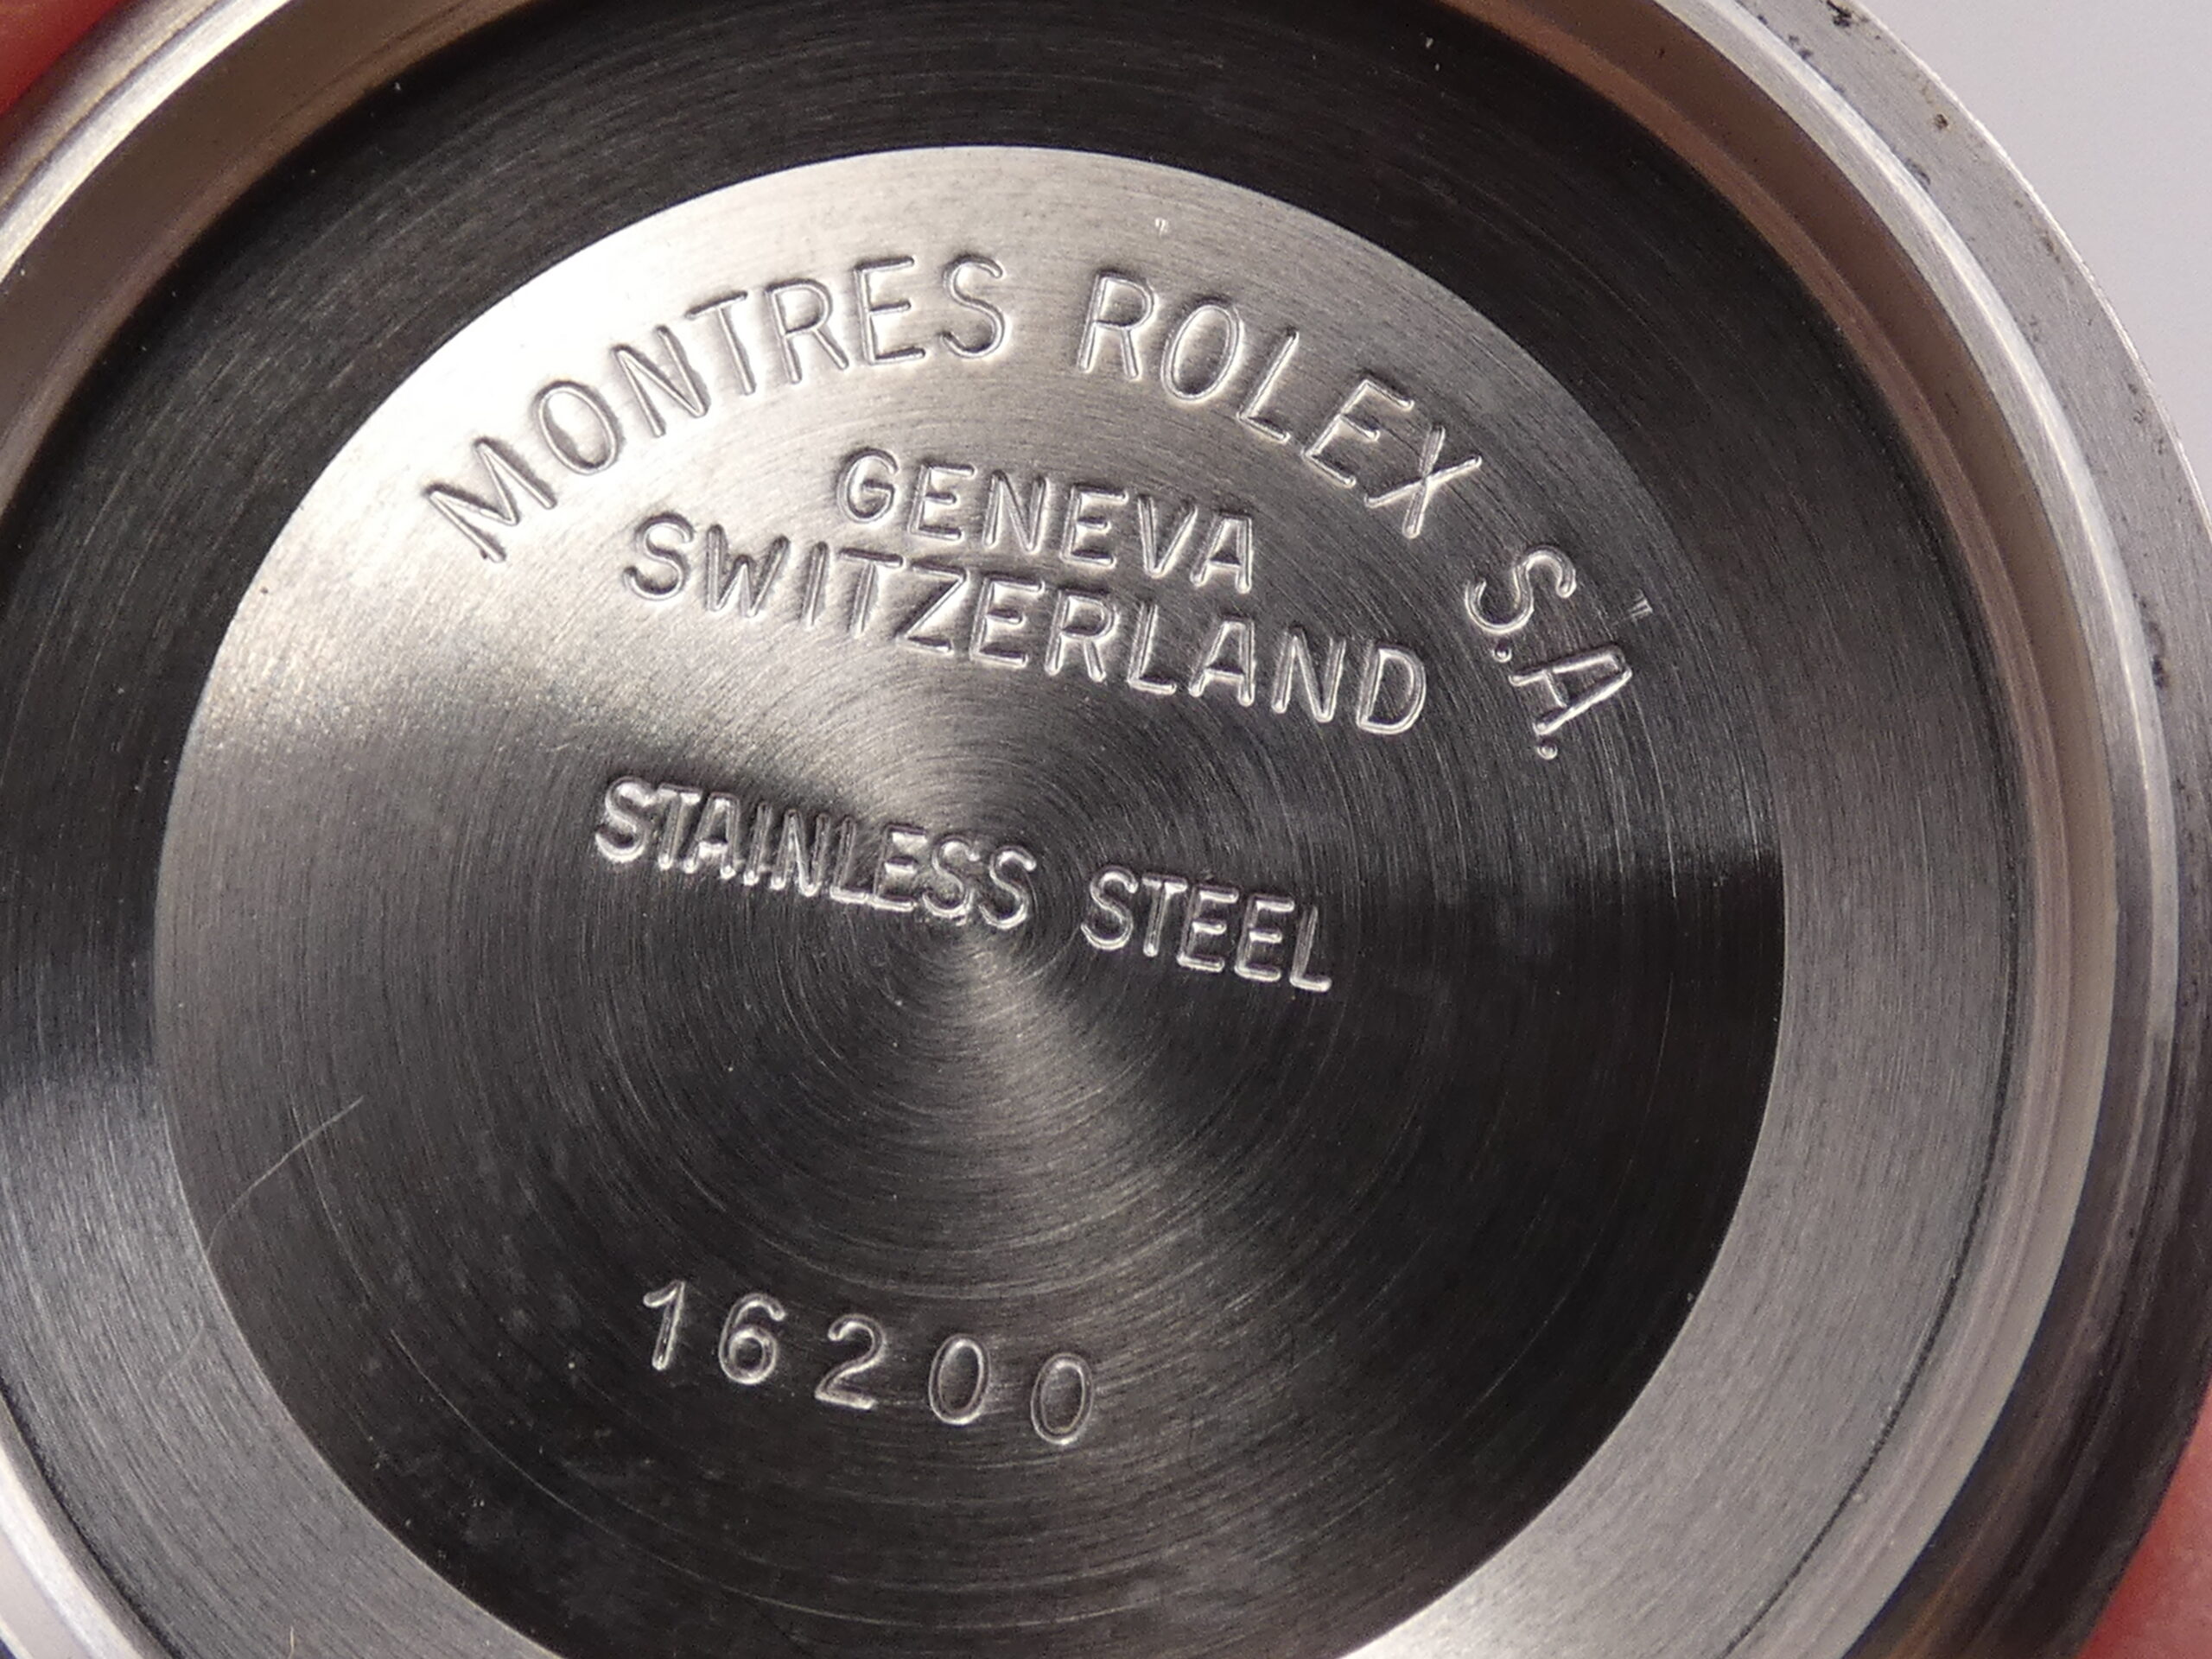 MONTRES ROLEX S.A.
GENEVA
SWITZERLAND
STAINLESS STEEL
16200